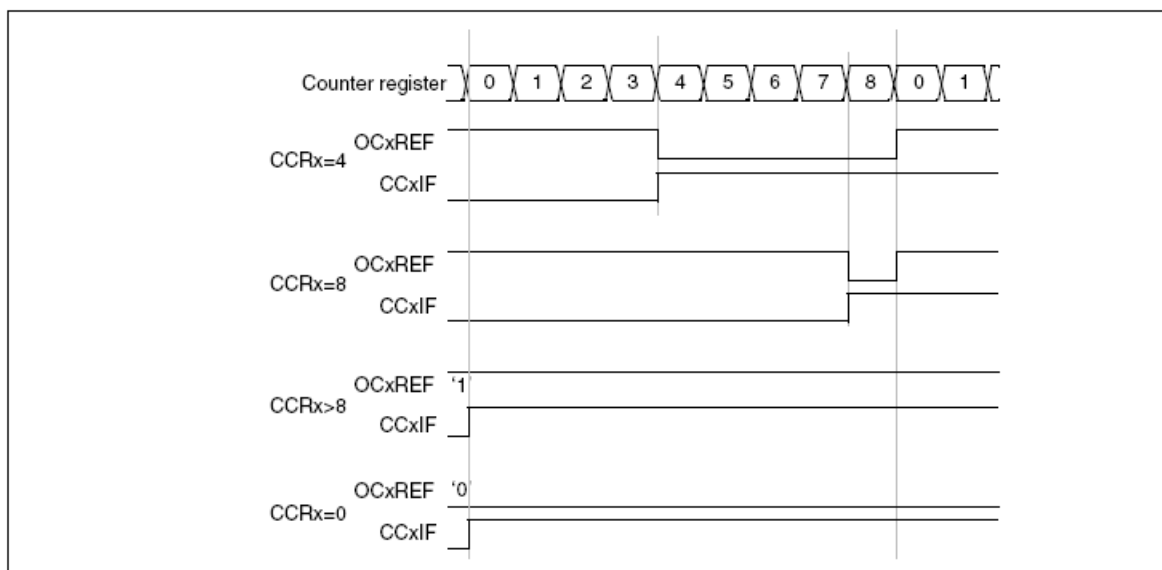 Counter register 0 1 2 3 4 5 6 7 8 0 1
OCxREF
CCRx=4
CCxIF
OCxREF
CCRx=8
CCxIF
OCxREF '1'
CCRx>8
CCxIF
OCxREF '0'
CCRx=0
CCxIF